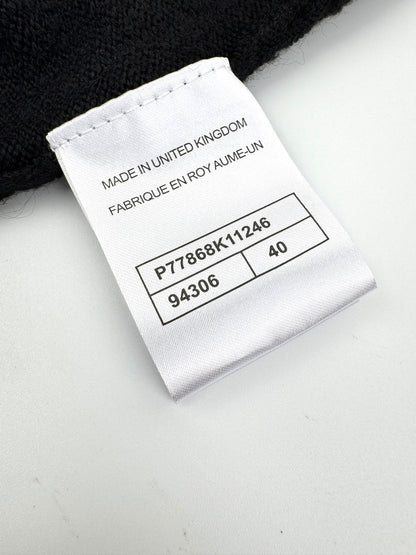 MADE IN UNITED KINGDOM
FABRIQUE EN ROY AUME-UN
P77868K11246
94306 40